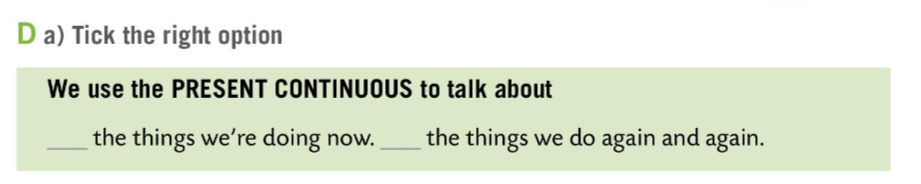 D a) Tick the right option
We use the PRESENT CONTINUOUS to talk about
____ the things we're doing now. ____ the things we do again and again.